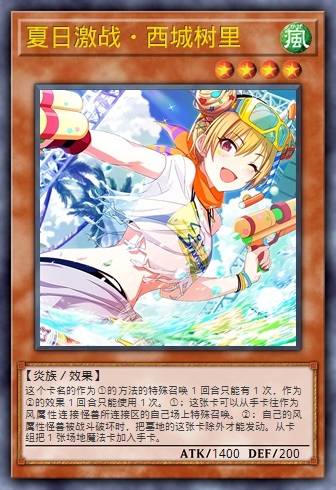 夏日激战·西城树里
風
【炎族／效果】
这个卡名的作为①的方法的特殊召唤1回合只能有1次，作为
②的效果1回合只能使用1次。①：这张卡可以从手卡往作为
风属性连接怪兽所连接区的自己场上特殊召唤。②：自己的风
属性怪兽被战斗破坏时，把墓地的这张卡除外才能发动。从卡
组把1张场地魔法卡加入手卡。
ATK/1400 DEF/200